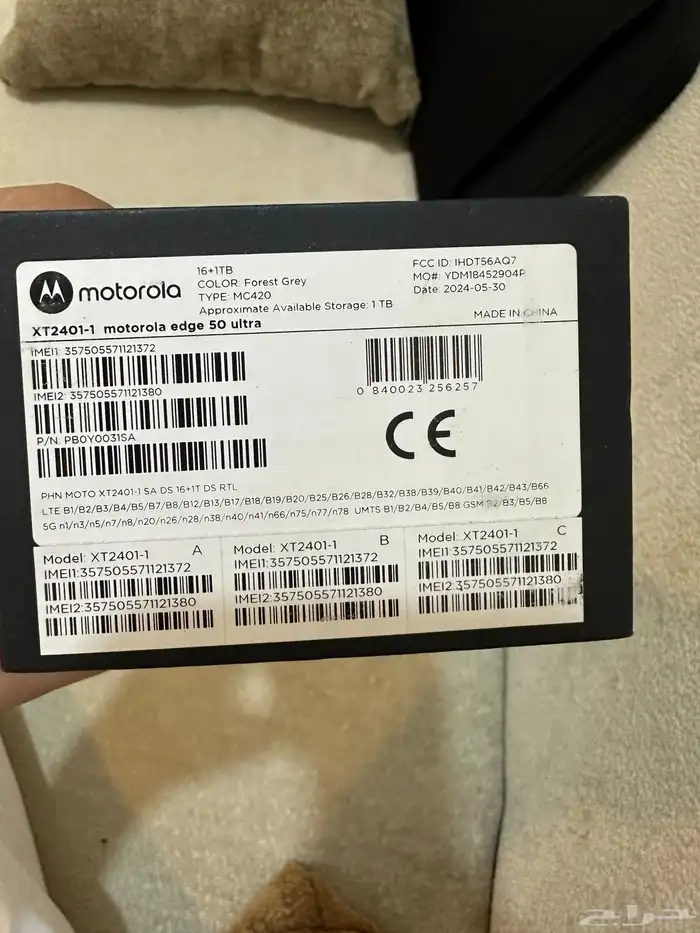 motorola
16+1TB
COLOR: Forest Grey
TYPE: MC420
Approximate Available Storage: 1 TB
FCC ID: IHDT56AQ7
MO#: YDM18452904P
Date: 2024-05-30
MADE IN CHINA
XT2401-1 motorola edge 50 ultra
IMEI1: 357505571121372
IMEI2: 357505571121380
P/N: PB0Y0031SA
0 840023 256257
CE
PHN MOTO XT2401-1 SA DS 16+1T DS RTL
LTE B1/B2/B3/B4/B5/B7/B8/B12/B13/B17/B18/B19/B20/B25/B26/B28/B32/B38/B39/B40/B41/B42/B43/B66
5G n1/n3/n5/n7/n8/n20/n26/n28/n38/n40/n41/n66/n75/n77/n78 UMTS B1/B2/B4/B5/B8 GSM B2/B3/B5/B8
Model: XT2401-1 A
IMEI1:357505571121372
IMEI2:357505571121380
Model: XT2401-1 B
IMEI1:357505571121372
IMEI2:357505571121380
Model: XT2401-1 C
IMEI1:357505571121372
IMEI2:357505571121380
حراج